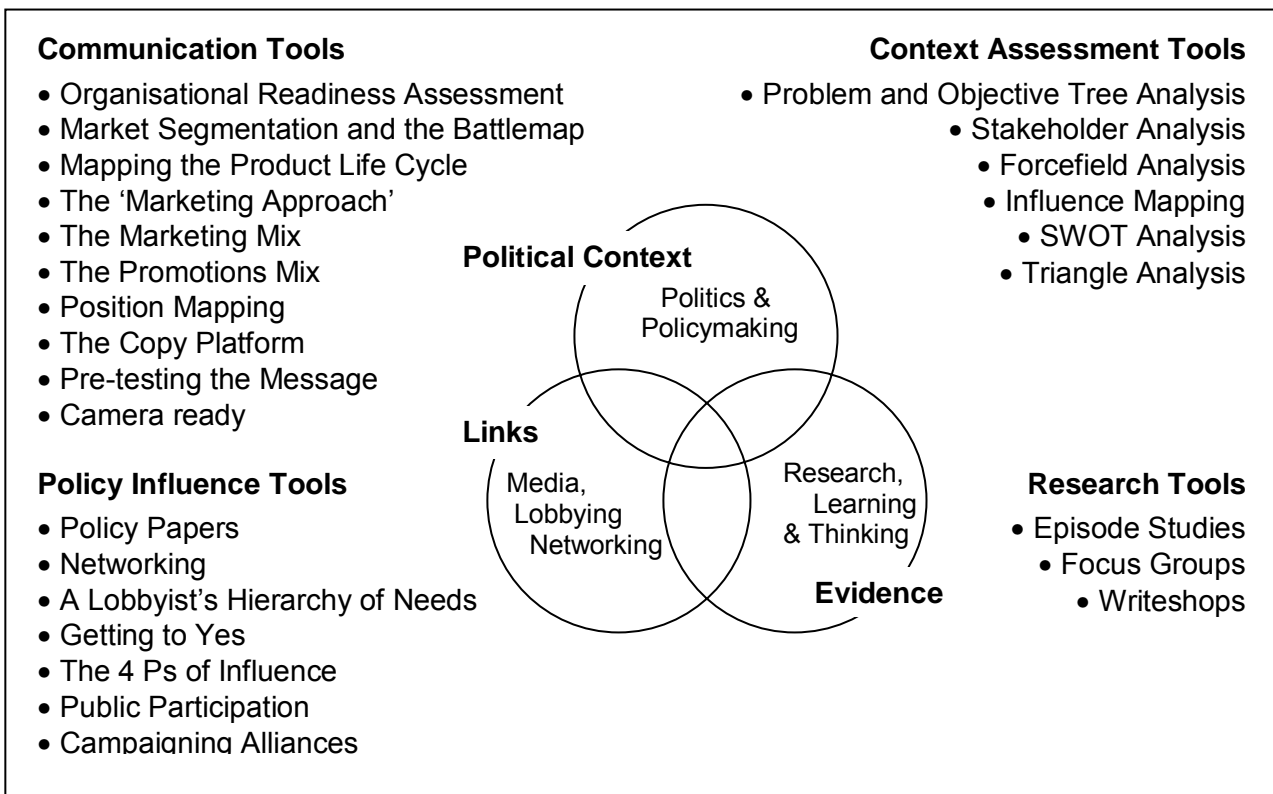 Communication Tools
• Organisational Readiness Assessment
• Market Segmentation and the Battlemap
• Mapping the Product Life Cycle
• The ‘Marketing Approach’
• The Marketing Mix
• The Promotions Mix
• Position Mapping
• The Copy Platform
• Pre-testing the Message
• Camera ready
Policy Influence Tools
• Policy Papers
• Networking
• A Lobbyist’s Hierarchy of Needs
• Getting to Yes
• The 4 Ps of Influence
• Public Participation
• Campaigning Alliances
Political Context
Politics &
Policymaking
Links
Media,
Lobbying
Networking
Research,
Learning
& Thinking
Evidence
Context Assessment Tools
• Problem and Objective Tree Analysis
• Stakeholder Analysis
• Forcefield Analysis
• Influence Mapping
• SWOT Analysis
• Triangle Analysis
Research Tools
• Episode Studies
• Focus Groups
• Writeshops